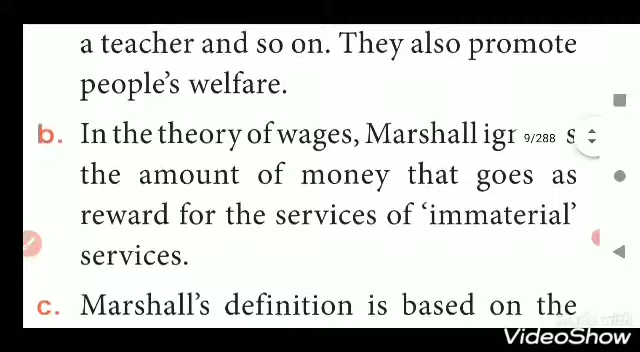 a teacher and so on. They also promote
people's welfare.
b. In the theory of wages, Marshall 9/288
the amount of money that goes as
reward for the services of ‘immaterial’
services.
c. Marshall's definition is based on the
VideoShow